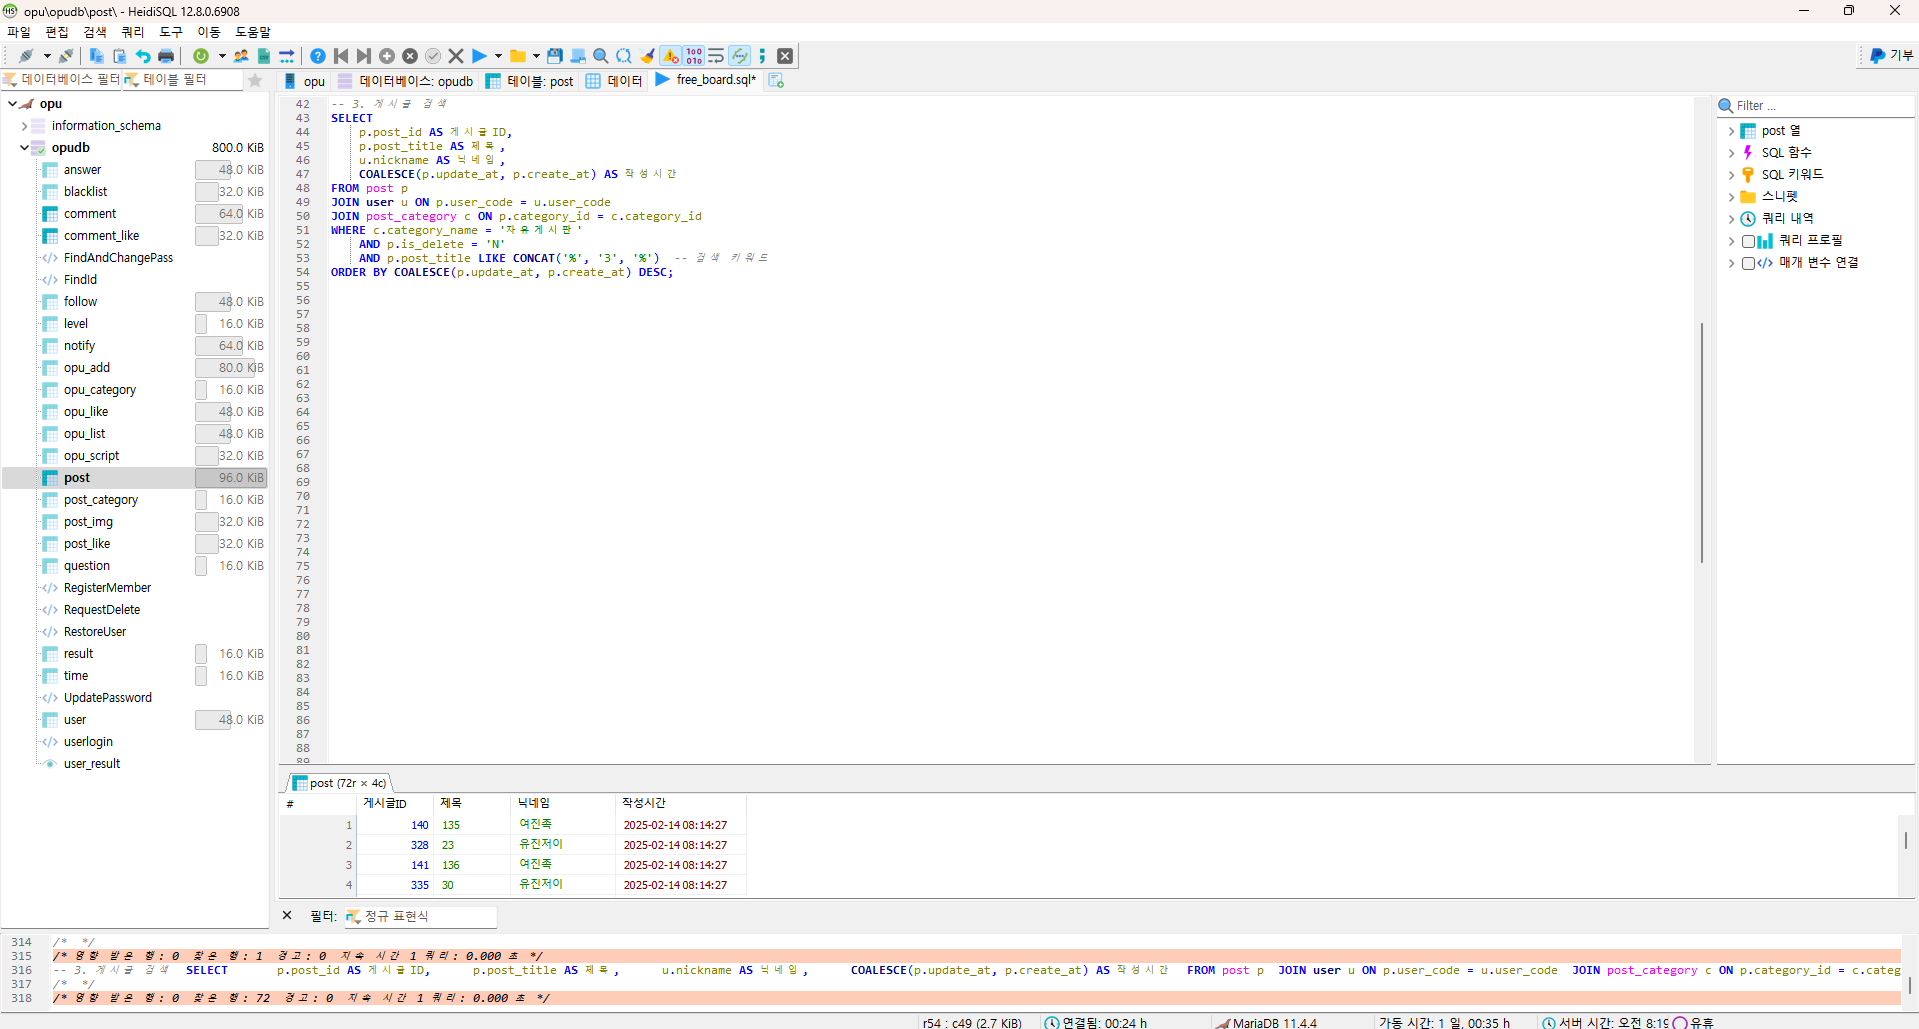 opu\opudb\post\ - HeidiSQL 12.8.0.6908
파일 편집 검색 쿼리 도구 이동 도움말
기부
데이터베이스 필터 테이블 필터
opu 데이터베이스: opudb 테이블: post 데이터 free_board.sql*
opu
information_schema
opudb 800.0 KiB
answer 48.0 KiB
blacklist 32.0 KiB
comment 64.0 KiB
comment_like 32.0 KiB
FindAndChangePass
FindId
follow 48.0 KiB
level 16.0 KiB
notify 64.0 KiB
opu_add 80.0 KiB
opu_category 16.0 KiB
opu_like 48.0 KiB
opu_list 48.0 KiB
opu_script 32.0 KiB
post 96.0 KiB
post_category 16.0 KiB
post_img 32.0 KiB
post_like 32.0 KiB
question 16.0 KiB
RegisterMember
RequestDelete
RestoreUser
result 16.0 KiB
time 16.0 KiB
UpdatePassword
user 48.0 KiB
userlogin
user_result
42 -- 3. 게시글 검색
43 SELECT
44 p.post_id AS 게시글ID,
45 p.post_title AS 제목,
46 u.nickname AS 닉네임,
47 COALESCE(p.update_at, p.create_at) AS 작성시간
48 FROM post p
49 JOIN user u ON p.user_code = u.user_code
50 JOIN post_category c ON p.category_id = c.category_id
51 WHERE c.category_name = '자유게시판'
52 AND p.is_delete = 'N'
53 AND p.post_title LIKE CONCAT('%', '3', '%') -- 검색 키워드
54 ORDER BY COALESCE(p.update_at, p.create_at) DESC;
55
56
57
58
59
60
61
62
63
64
65
66
67
68
69
70
71
72
73
74
75
76
77
78
79
80
81
82
83
84
85
86
87
88
89
Filter ...
post 열
SQL 함수
SQL 키워드
스니펫
쿼리 내역
쿼리 프로필
매개 변수 연결
post (72r × 4c)
# 게시글ID 제목 닉네임 작성시간
1 140 135 여진족 2025-02-14 08:14:27
2 328 23 유진저이 2025-02-14 08:14:27
3 141 136 여진족 2025-02-14 08:14:27
4 335 30 유진저이 2025-02-14 08:14:27
필터: 정규 표현식
314 /* */
315 /* 영향 받은 행: 0 찾은 행: 1 경고: 0 지속 시간 1 쿼리: 0.000 초 */
316 -- 3. 게시글 검색 SELECT p.post_id AS 게시글ID, p.post_title AS 제목, u.nickname AS 닉네임, COALESCE(p.update_at, p.create_at) AS 작성시간 FROM post p JOIN user u ON p.user_code = u.user_code JOIN post_category c ON p.category_id = c.categ
317 /* */
318 /* 영향 받은 행: 0 찾은 행: 72 경고: 0 지속 시간 1 쿼리: 0.000 초 */
r54 : c49 (2.7 KiB) 연결됨: 00:24 h MariaDB 11.4.4 가동 시간: 1 일, 00:35 h 서버 시간: 오전 8:19 유휴